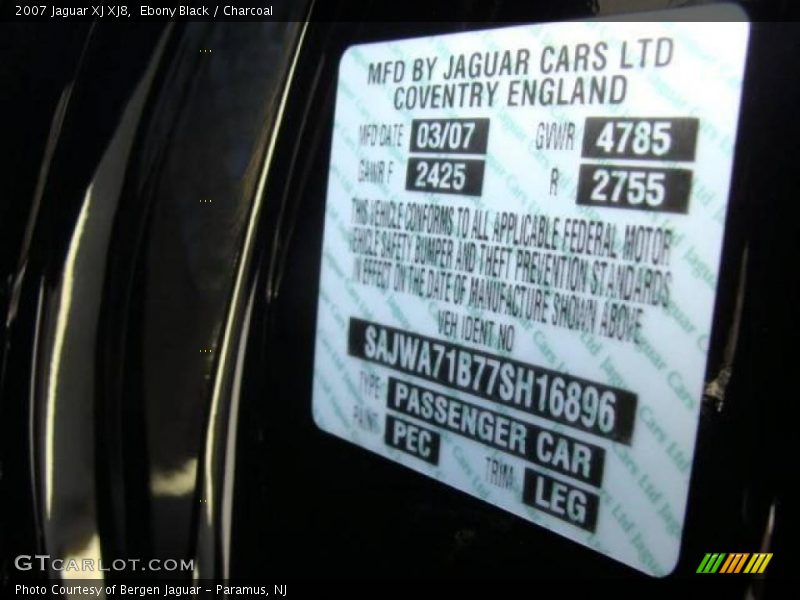 2007 Jaguar XJ XJ8,  Ebony Black / Charcoal
MFD BY JAGUAR CARS LTD
COVENTRY ENGLAND
MFD DATE 03/07 GVWR 4785
GAWR F 2425 R 2755
THIS VEHICLE CONFORMS TO ALL APPLICABLE FEDERAL MOTOR
VEHICLE SAFETY BUMPER AND THEFT PREVENTION STANDARDS
IN EFFECT ON THE DATE OF MANUFACTURE SHOWN ABOVE
VEH IDENT NO
SAJWA71B77SH16896
TYPE PASSENGER CAR
PAINT PEC TRIM LEG
GTCARLOT.COM
Photo Courtesy of Bergen Jaguar - Paramus, NJ